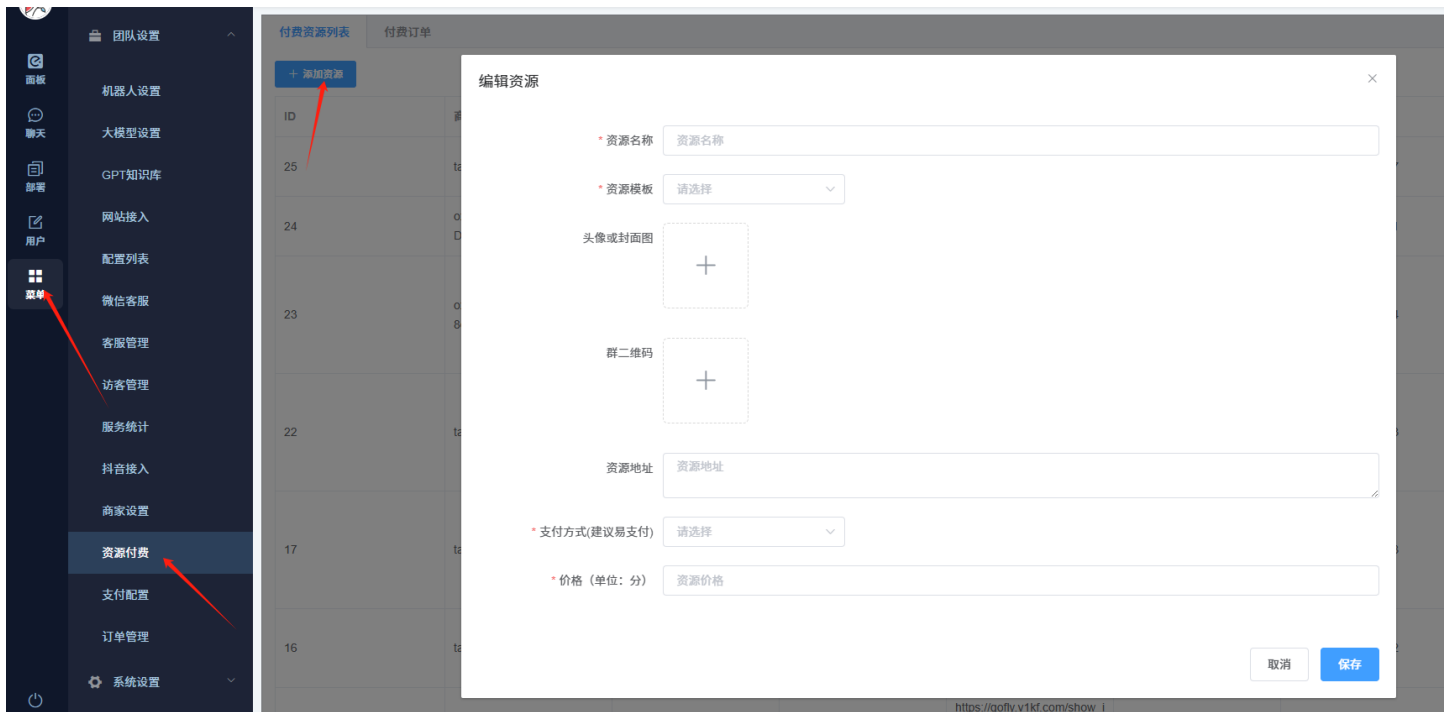 面板
聊天
部署
用户
菜单
团队设置
机器人设置
大模型设置
GPT知识库
网站接入
配置列表
微信客服
客服管理
访客管理
服务统计
抖音接入
商家设置
资源付费
支付配置
订单管理
系统设置
付费资源列表 付费订单
添加资源
ID
25
24
23
22
17
16
编辑资源
* 资源名称 资源名称
* 资源模板 请选择
头像或封面图
群二维码
资源地址 资源地址
* 支付方式(建议易支付) 请选择
* 价格（单位：分） 资源价格
取消 保存
https://gofly.v1kf.com/show_i